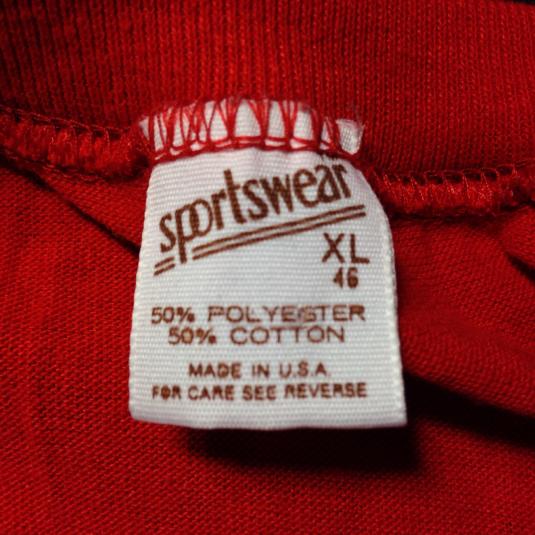 sportswear
XL
46
50% POLYESTER
50% COTTON
MADE IN U.S.A.
FOR CARE SEE REVERSE